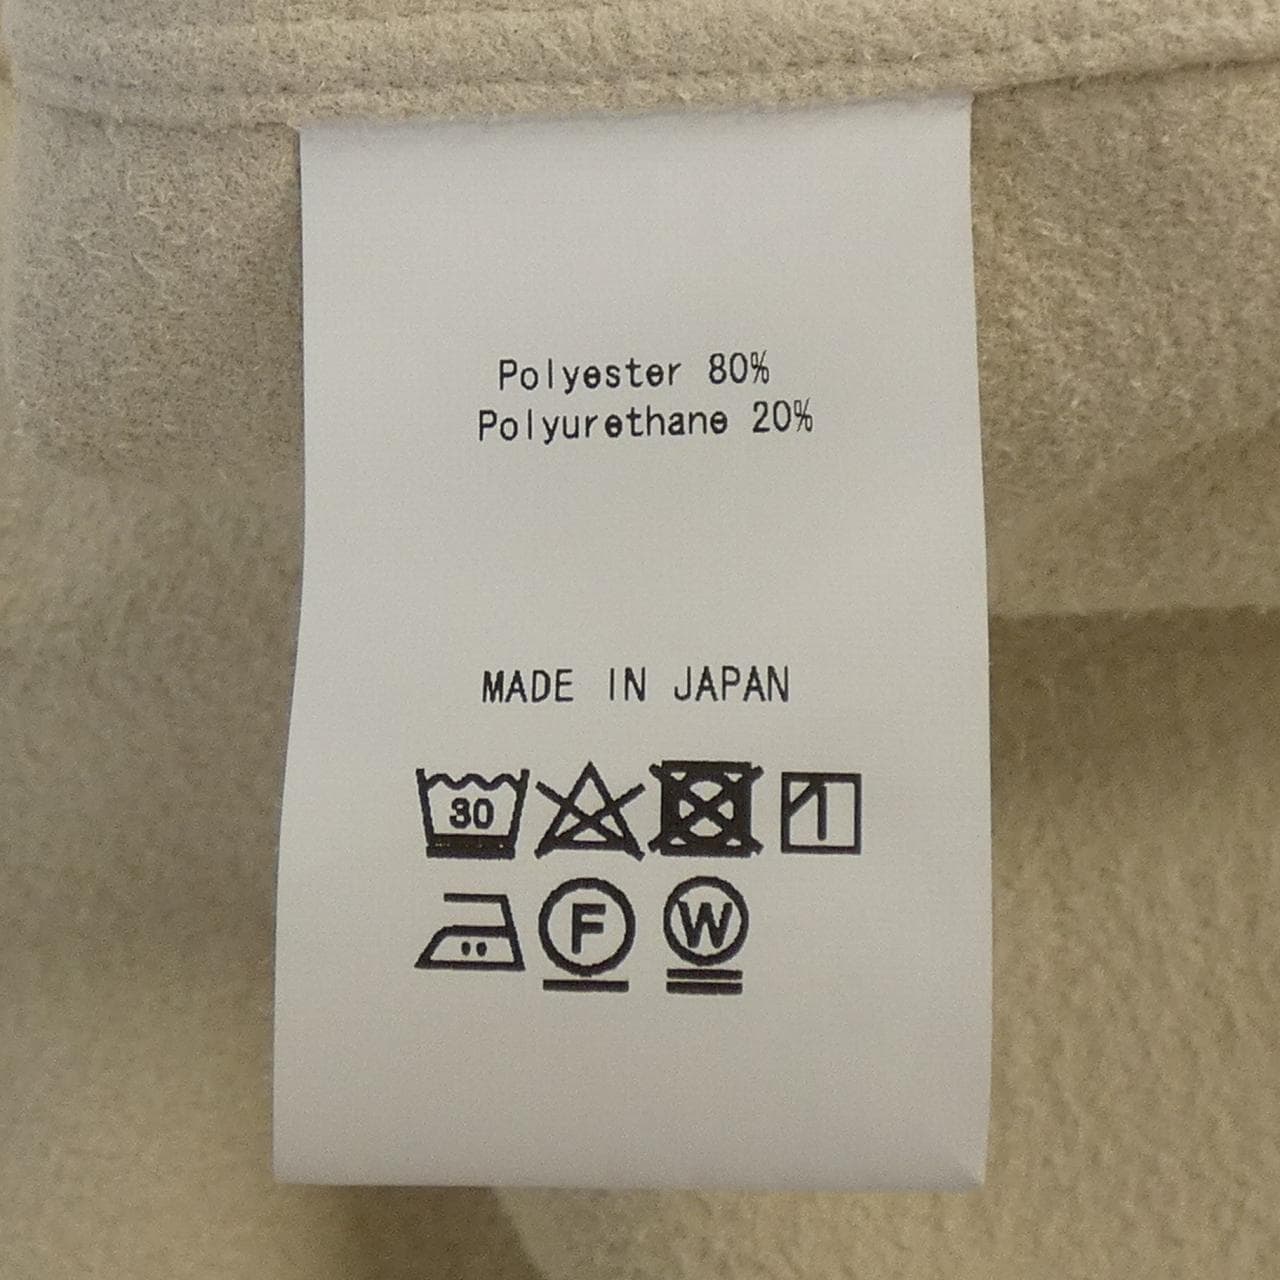 Polyester 80%
Polyurethane 20%
MADE IN JAPAN
30
F W